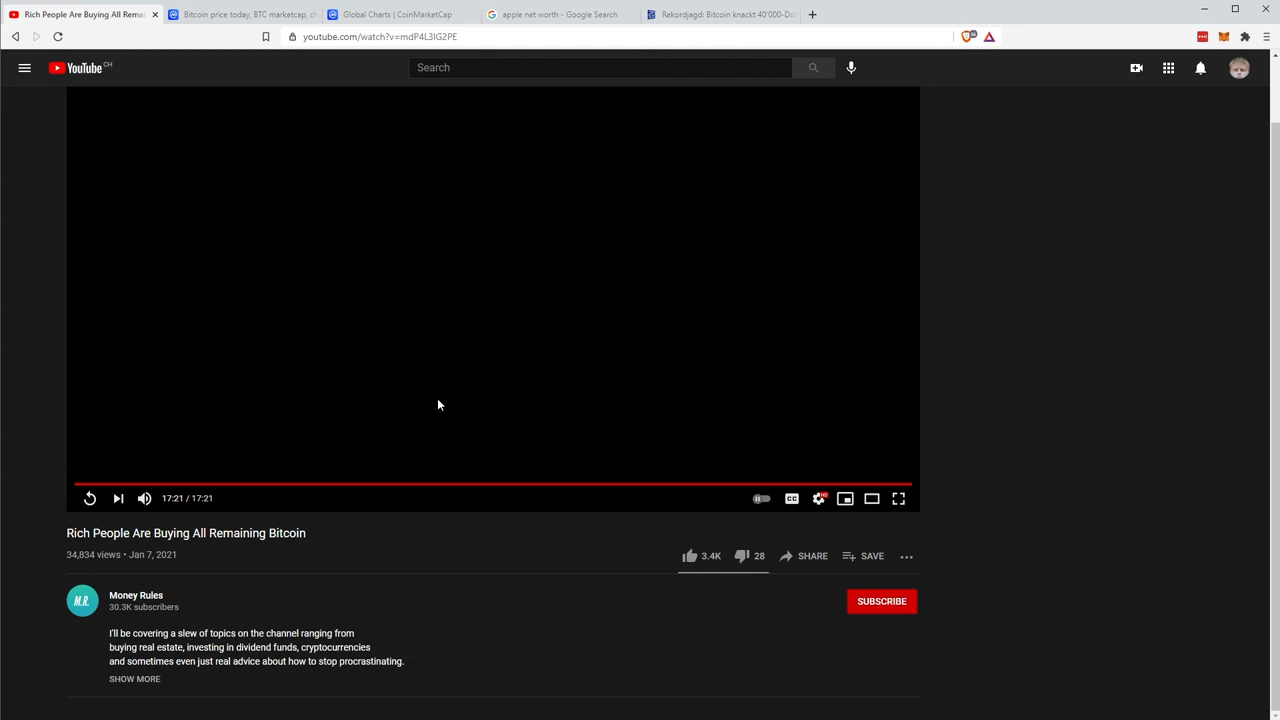 Rich People Are Buying All Remai
Bitcoin price today, BTC marketcap, c
Global Charts | CoinMarketCap
apple net worth - Google Search
Rekordjagd: Bitcoin knackt 40'000-Do
youtube.com/watch?v=mdP4L3IG2PE
YouTube CH
Search
17:21 / 17:21
CC
HD
Rich People Are Buying All Remaining Bitcoin
34,834 views • Jan 7, 2021
3.4K
28
SHARE
SAVE
M.R.
Money Rules
30.3K subscribers
SUBSCRIBE
I'll be covering a slew of topics on the channel ranging from
buying real estate, investing in dividend funds, cryptocurrencies
and sometimes even just real advice about how to stop procrastinating.
SHOW MORE